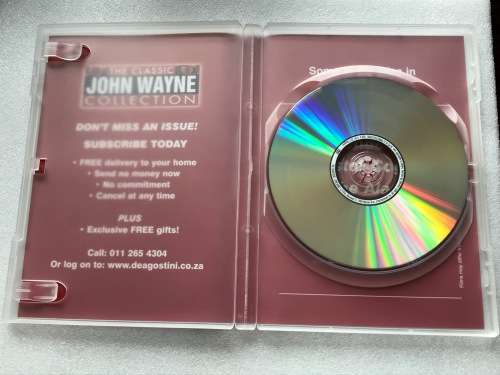 THE CLASSIC
JOHN WAYNE
COLLECTION
DON'T MISS AN ISSUE!
SUBSCRIBE TODAY
• FREE delivery to your home
• Send no money now
• No commitment
• Cancel at any time
PLUS
• Exclusive FREE gifts!
Call: 011 265 4304
Or log on to: www.deagostini.co.za
in